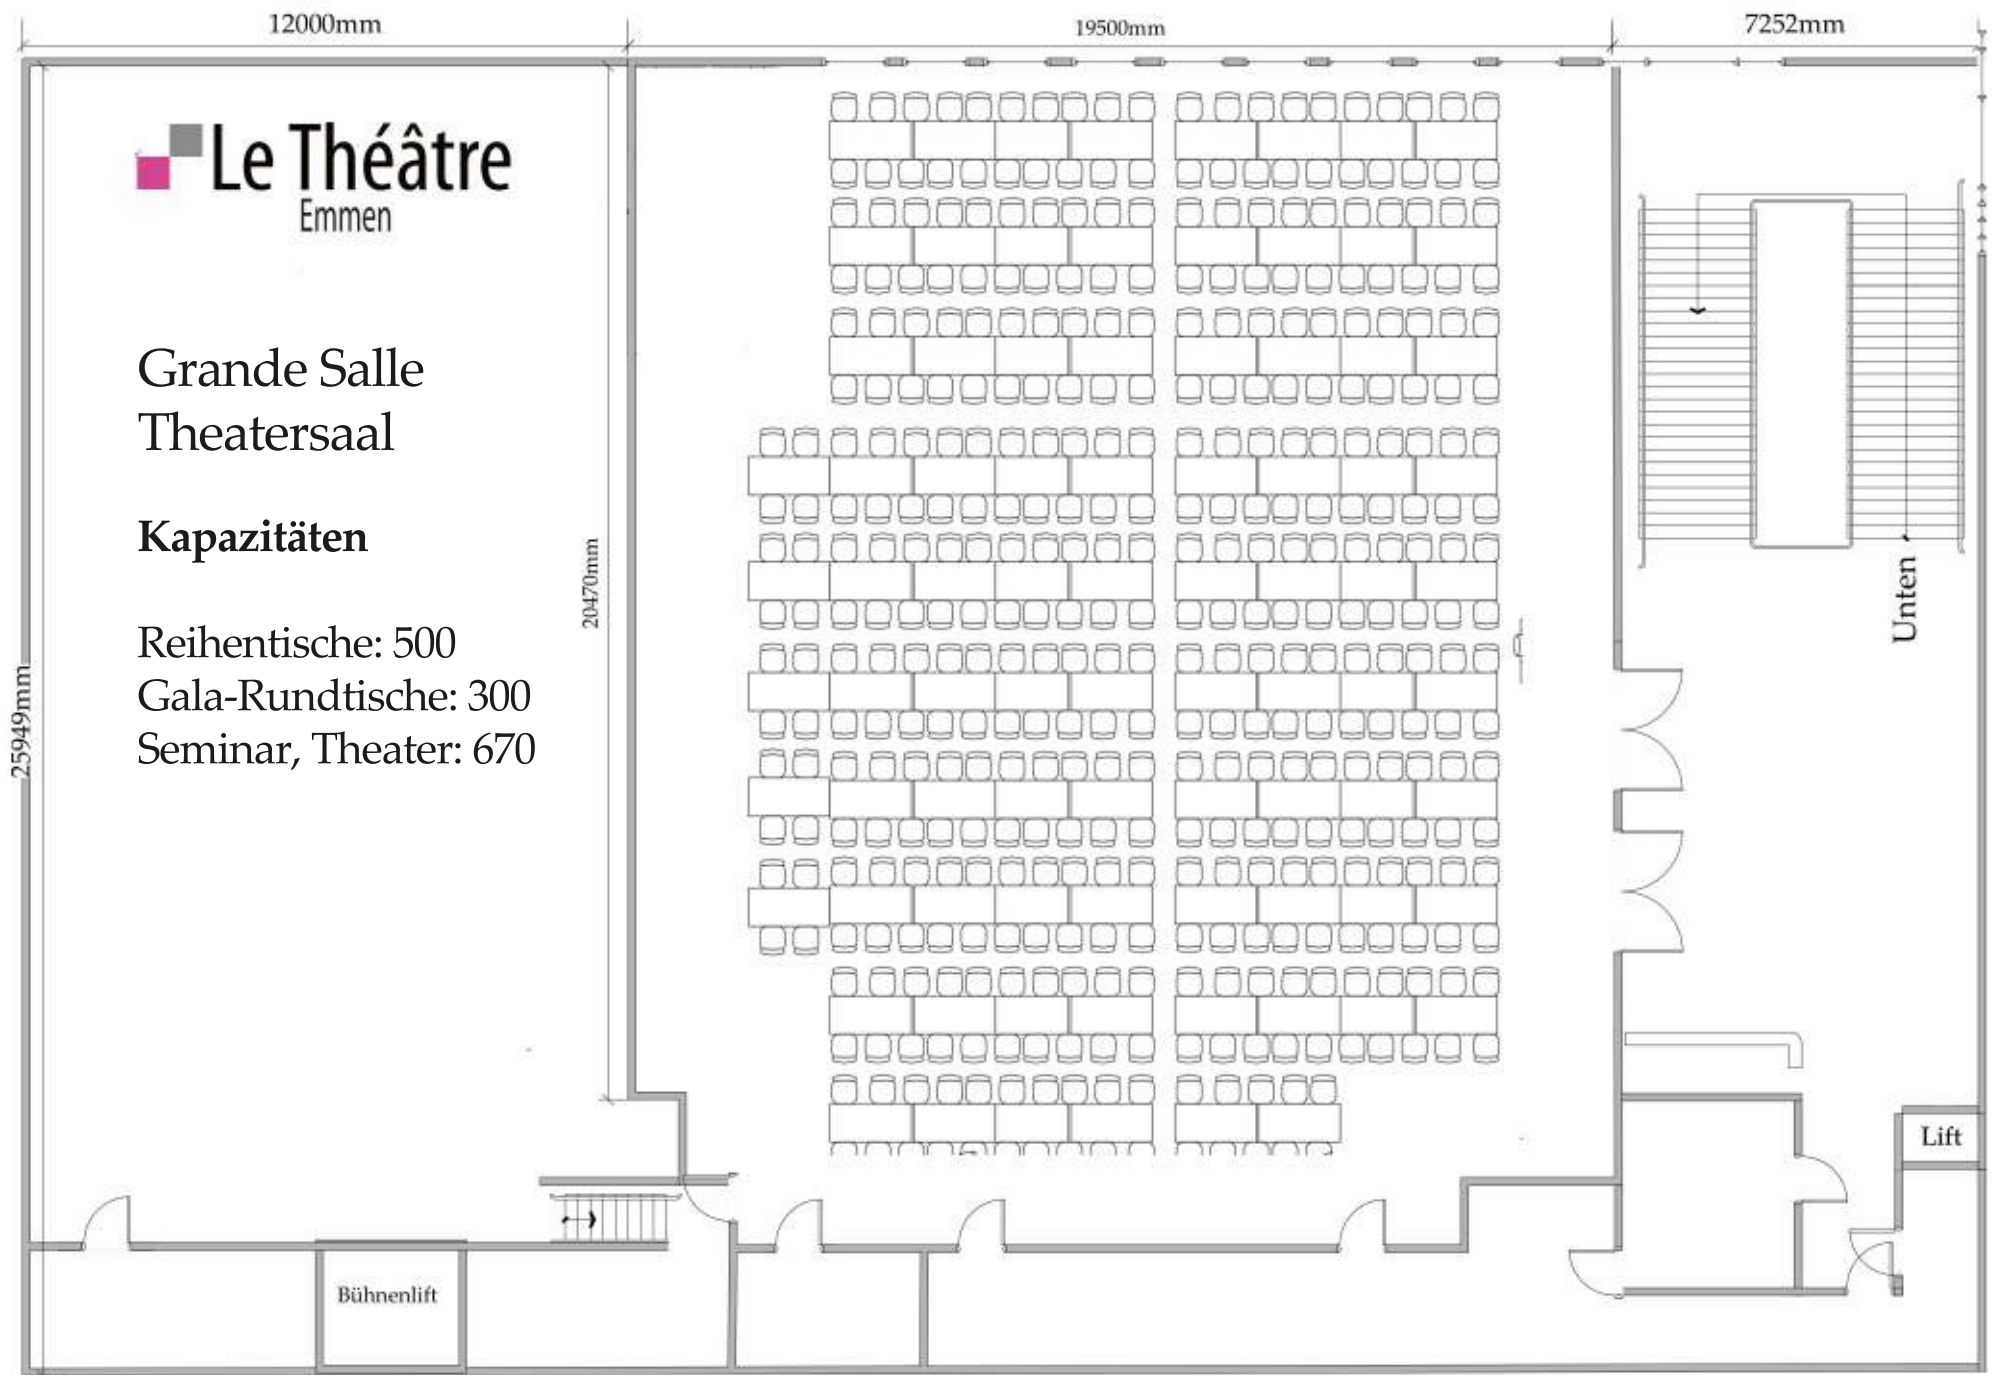 12000mm
19500mm
7252mm
Le Théâtre
Emmen
Grande Salle
Theatersaal
Kapazitäten
Reihentische: 500
Gala-Rundtische: 300
Seminar, Theater: 670
20470mm
25949mm
Unten
Lift
Bühnenlift